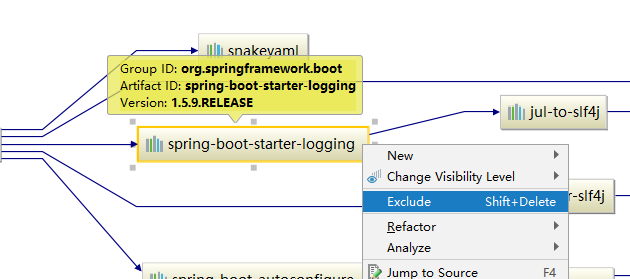 snakeyaml
Group ID: org.springframework.boot
Artifact ID: spring-boot-starter-logging
Version: 1.5.9.RELEASE
jul-to-slf4j
spring-boot-starter-logging
New
Change Visibility Level
Exclude Shift+Delete
r-slf4j
Refactor
Analyze
Jump to Source F4
spring-boot-autoconfigure